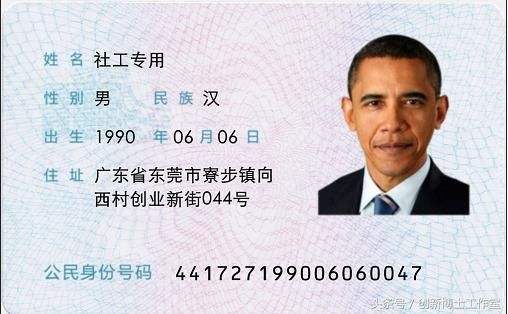 姓名 社工专用
性别 男 民族 汉
出生 1990 年 06 月 06 日
住址 广东省东莞市寮步镇向
西村创业新街044号
公民身份号码 441727199006060047
头条号/创新博士工作室